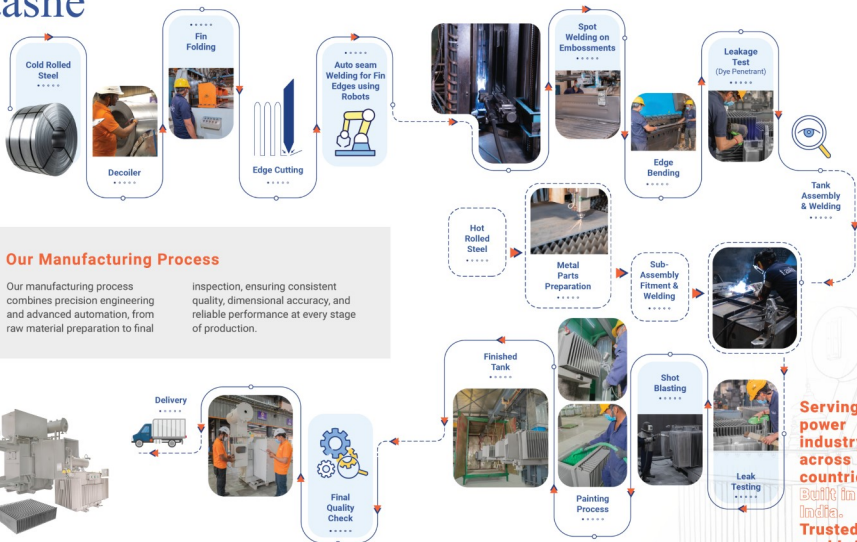 Fin
Folding
Cold Rolled
Steel
Decoiler
Edge Cutting
Auto seam
Welding for Fin
Edges using
Robots
Spot
Welding on
Embossments
Edge
Bending
Leakage
Test
(Dye Penetrant)
Tank
Assembly
& Welding
Hot
Rolled
Steel
Metal
Parts
Preparation
Sub-
Assembly
Fitment &
Welding
Our Manufacturing Process
Our manufacturing process
combines precision engineering
and advanced automation, from
raw material preparation to final
inspection, ensuring consistent
quality, dimensional accuracy, and
reliable performance at every stage
of production.
Leak
Testing
Shot
Blasting
Painting
Process
Finished
Tank
Final
Quality
Check
Delivery
Serving
power
industry
across
countrie
Built in
India.
Trusted